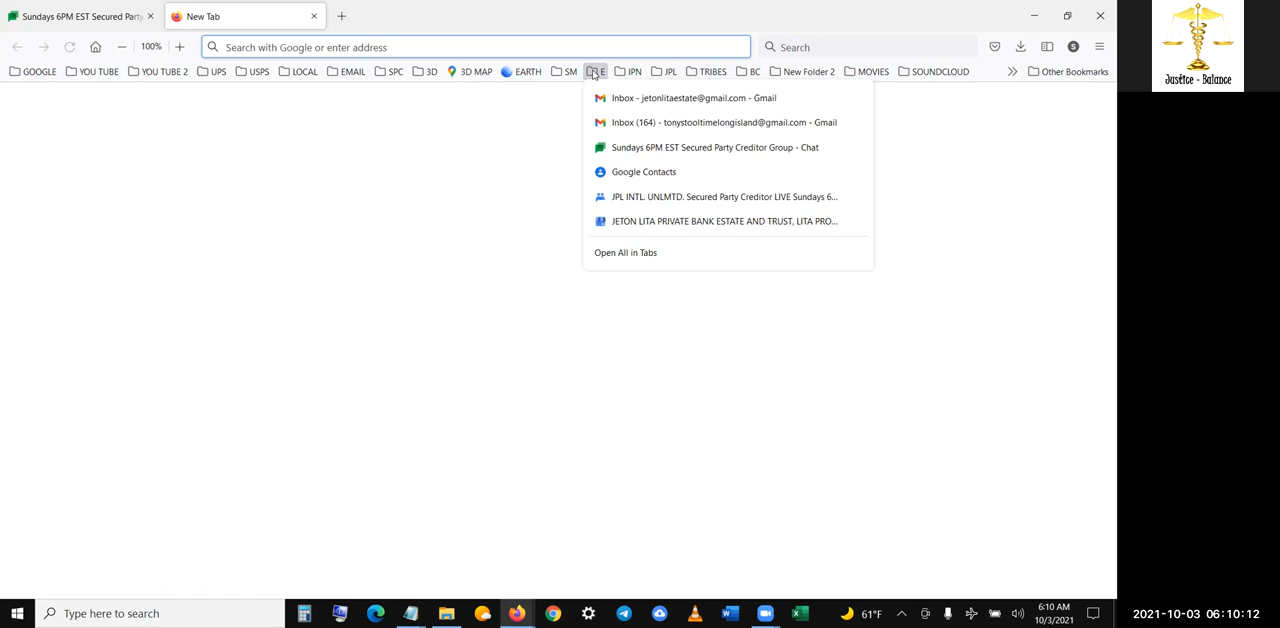 Sundays 6PM EST Secured Party
New Tab
100%
Search with Google or enter address
Search
S
GOOGLE YOU TUBE YOU TUBE 2 UPS USPS LOCAL EMAIL SPC 3D 3D MAP EARTH SM E IPN JPL TRIBES BC New Folder 2 MOVIES SOUNDCLOUD Other Bookmarks
Inbox - jetonlitaestate@gmail.com - Gmail
Inbox (164) - tonystooltimelongisland@gmail.com - Gmail
Sundays 6PM EST Secured Party Creditor Group - Chat
Google Contacts
JPL INTL. UNLMTD. Secured Party Creditor LIVE Sundays 6...
JETON LITA PRIVATE BANK ESTATE AND TRUST, LITA PRO...
Open All in Tabs
Justice - Balance
Type here to search
61°F
6:10 AM
10/3/2021
2021-10-03 06:10:12